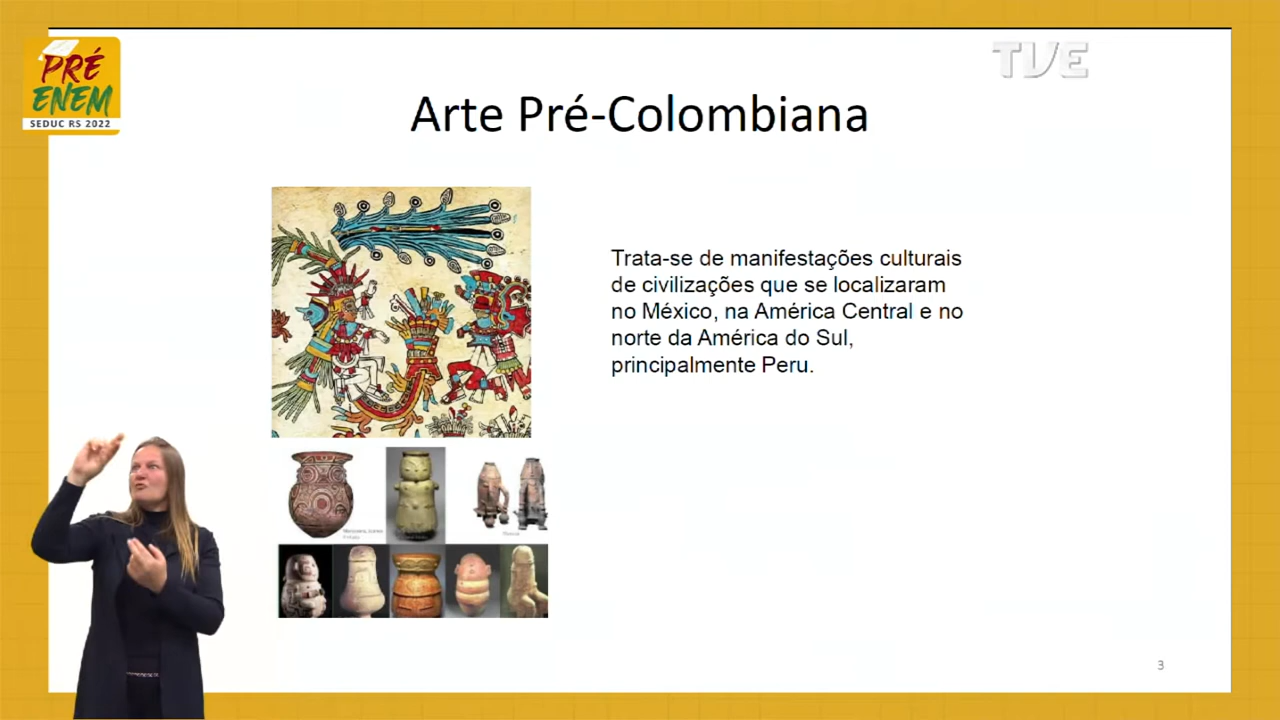 PRÉ
ENEM
SEDUC RS 2022
TVE
Arte Pré-Colombiana
Trata-se de manifestações culturais
de civilizações que se localizaram
no México, na América Central e no
norte da América do Sul,
principalmente Peru.
3